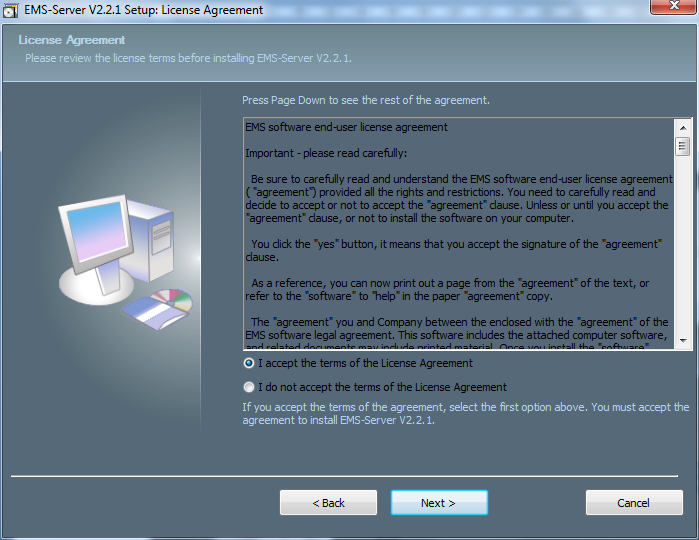 EMS-Server V2.2.1 Setup: License Agreement
License Agreement
Please review the license terms before installing EMS-Server V2.2.1.
Press Page Down to see the rest of the agreement.
EMS software end-user license agreement
Important - please read carefully:
Be sure to carefully read and understand the EMS software end-user license agreement
( "agreement") provided all the rights and restrictions. You need to carefully read and
decide to accept or not to accept the "agreement" clause. Unless or until you accept the
"agreement" clause, or not to install the software on your computer.
You click the "yes" button, it means that you accept the signature of the "agreement"
clause.
As a reference, you can now print out a page from the "agreement" of the text, or
refer to the "software" to "help" in the paper "agreement" copy.
The "agreement" you and Company between the enclosed with the "agreement" of the
EMS software legal agreement. This software includes the attached computer software,
and related documents may include printed material. Once you install the "software"
I accept the terms of the License Agreement
I do not accept the terms of the License Agreement
If you accept the terms of the agreement, select the first option above. You must accept the
agreement to install EMS-Server V2.2.1.
< Back
Next >
Cancel